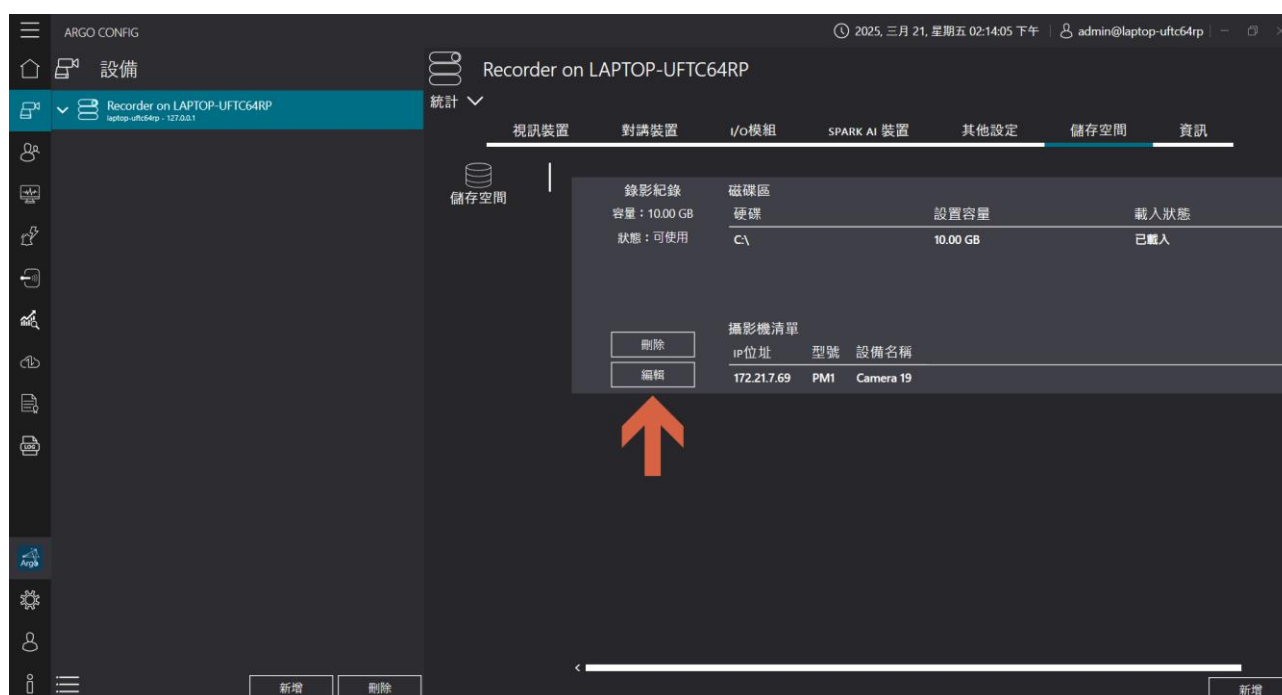 ARGO CONFIG
2025, 三月 21, 星期五 02:14:05 下午
admin@laptop-uftc64rp
設備
Recorder on LAPTOP-UFTC64RP
laptop-uftc64rp - 127.0.0.1
Recorder on LAPTOP-UFTC64RP
統計
視訊裝置 對講裝置 I/O模組 SPARK AI 裝置 其他設定 儲存空間 資訊
儲存空間
錄影紀錄 磁碟區
容量：10.00 GB 硬碟 設置容量 載入狀態
狀態：可使用 C:\ 10.00 GB 已載入
攝影機清單
刪除
IP位址 型號 設備名稱
編輯
172.21.7.69 PM1 Camera 19
LOG
Argo
新增 刪除
新增